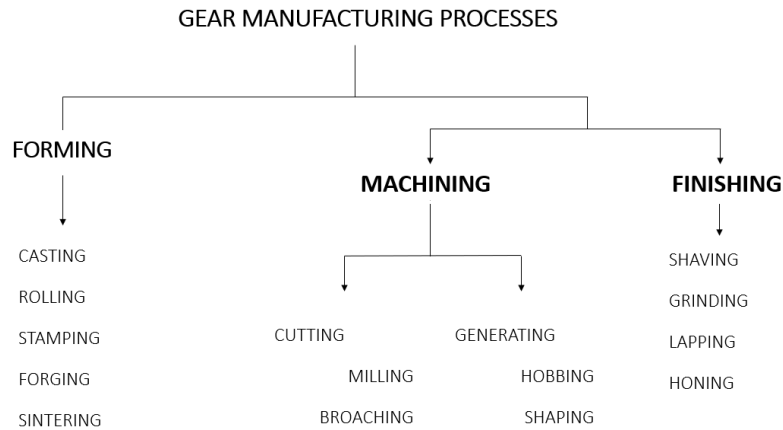 GEAR MANUFACTURING PROCESSES
FORMING
MACHINING
FINISHING
CASTING
ROLLING
STAMPING
FORGING
SINTERING
CUTTING
MILLING
BROACHING
GENERATING
HOBBING
SHAPING
SHAVING
GRINDING
LAPPING
HONING